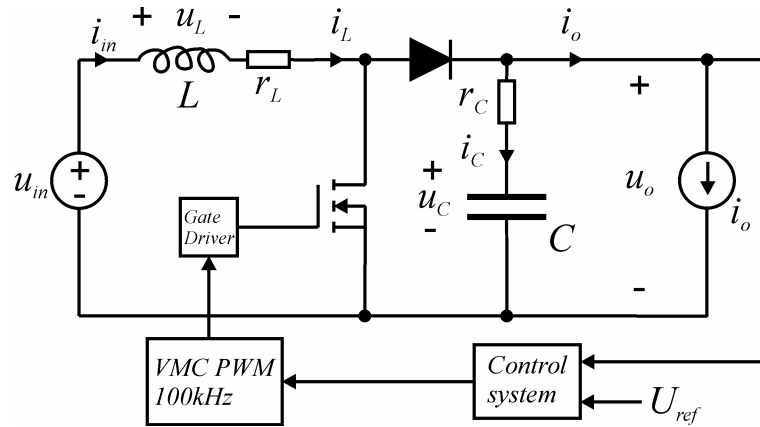 + u_L -
i_in
i_L
i_o
L
r_L
r_C
+
i_C
u_in
+
-
+
u_C
-
C
u_o
i_o
Gate
Driver
-
VMC PWM
100kHz
Control
system
U_ref